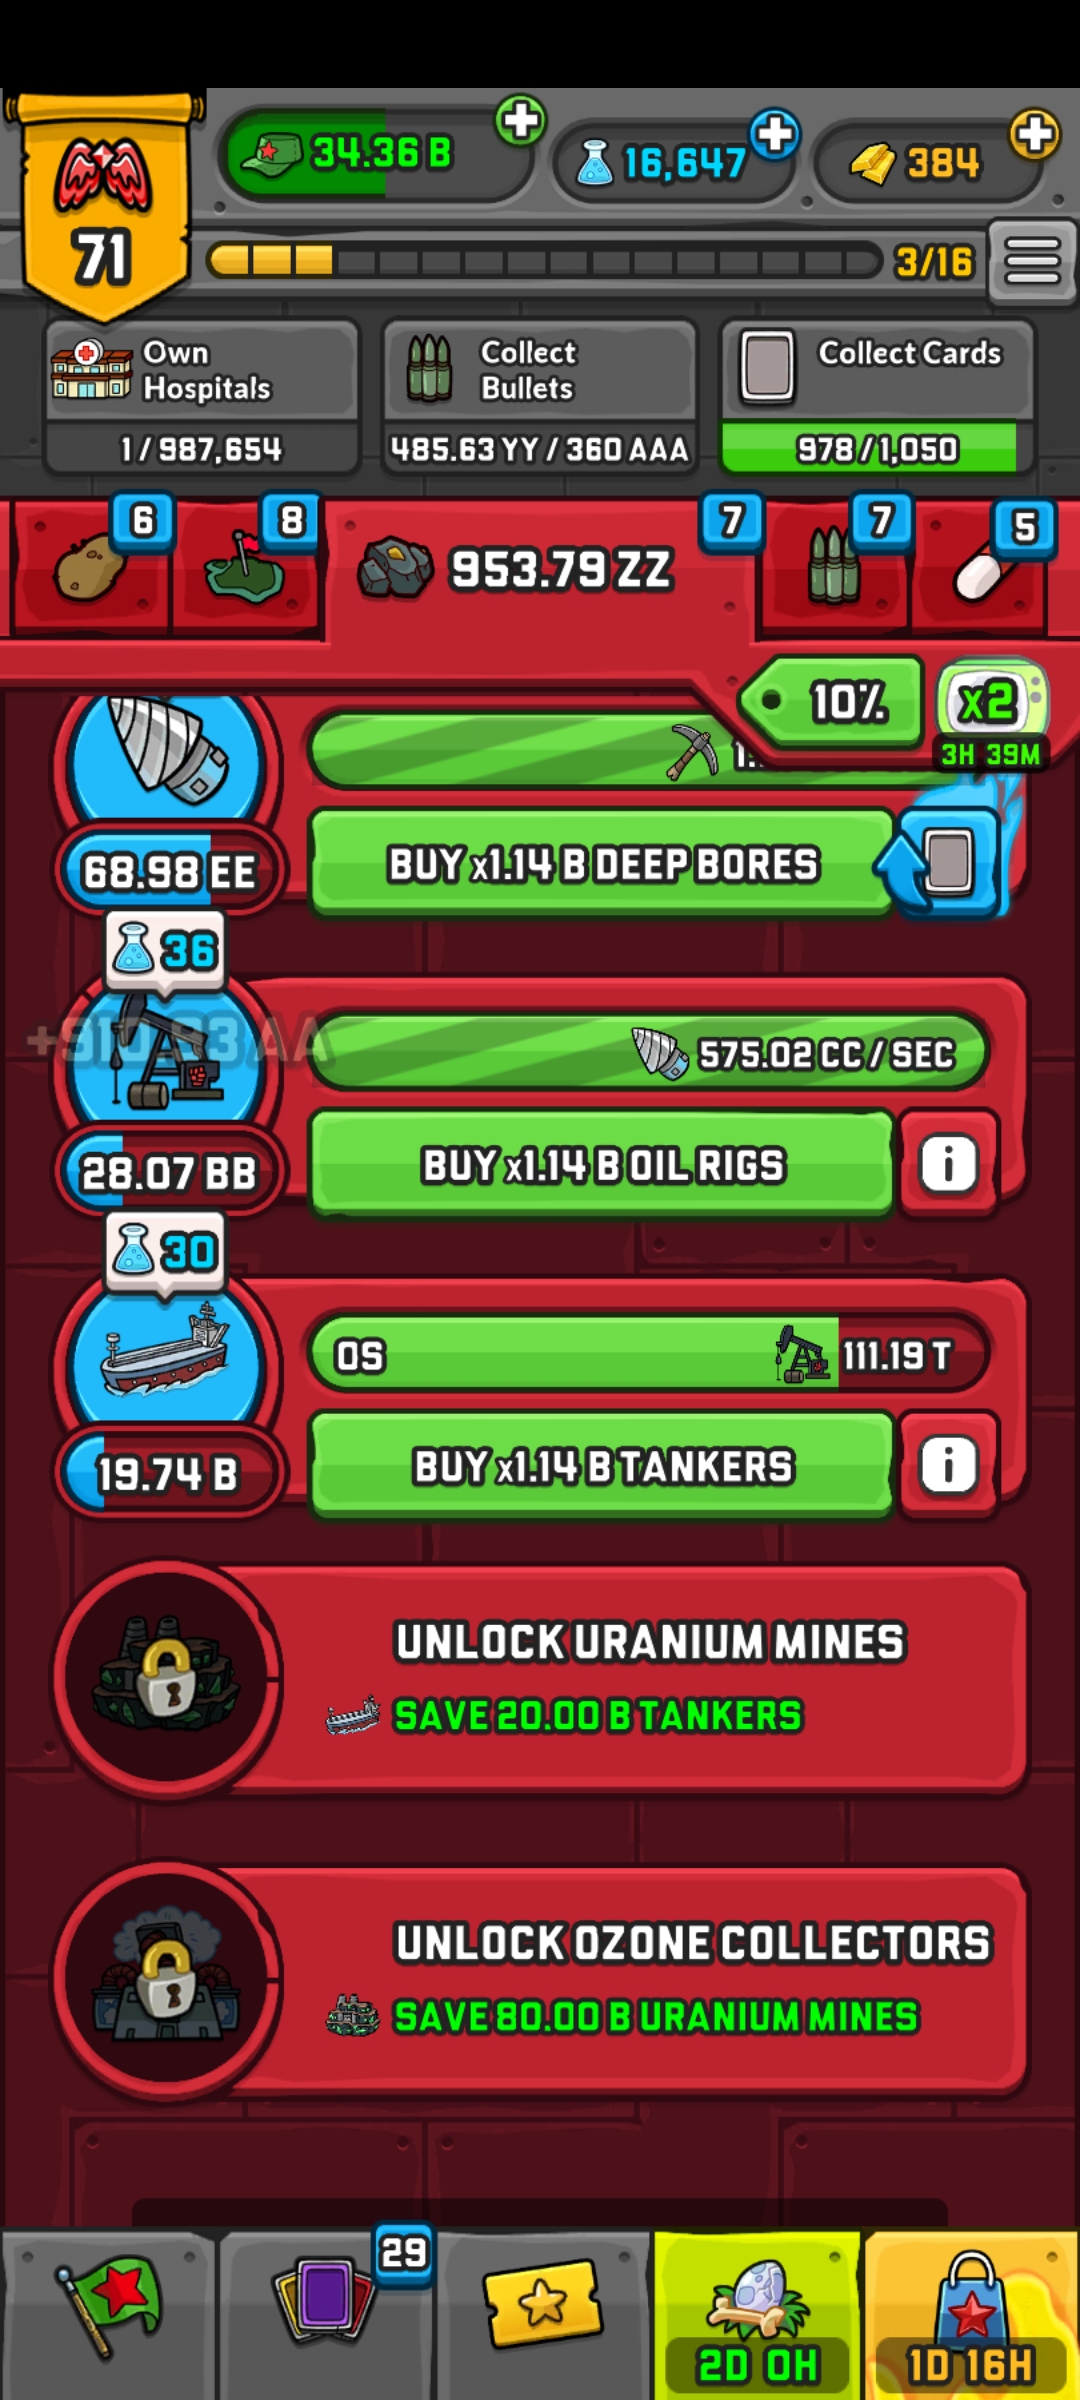 34.36 B
16,647
384
71
3/16
Own
Hospitals
1/987,654
Collect
Bullets
485.63 YY/360 AAA
Collect Cards
978/1,050
6
8
953.79 ZZ
7
7
5
10%
x2
3H 39M
68.98 EE
BUY x1.14 B DEEP BORES
36
575.02 CC/SEC
28.07 BB
BUY x1.14 B OIL RIGS
i
30
0S
111.19 T
19.74 B
BUY x1.14 B TANKERS
i
UNLOCK URANIUM MINES
SAVE 20.00 B TANKERS
UNLOCK OZONE COLLECTORS
SAVE 80.00 B URANIUM MINES
29
2D 0H
1D 16H